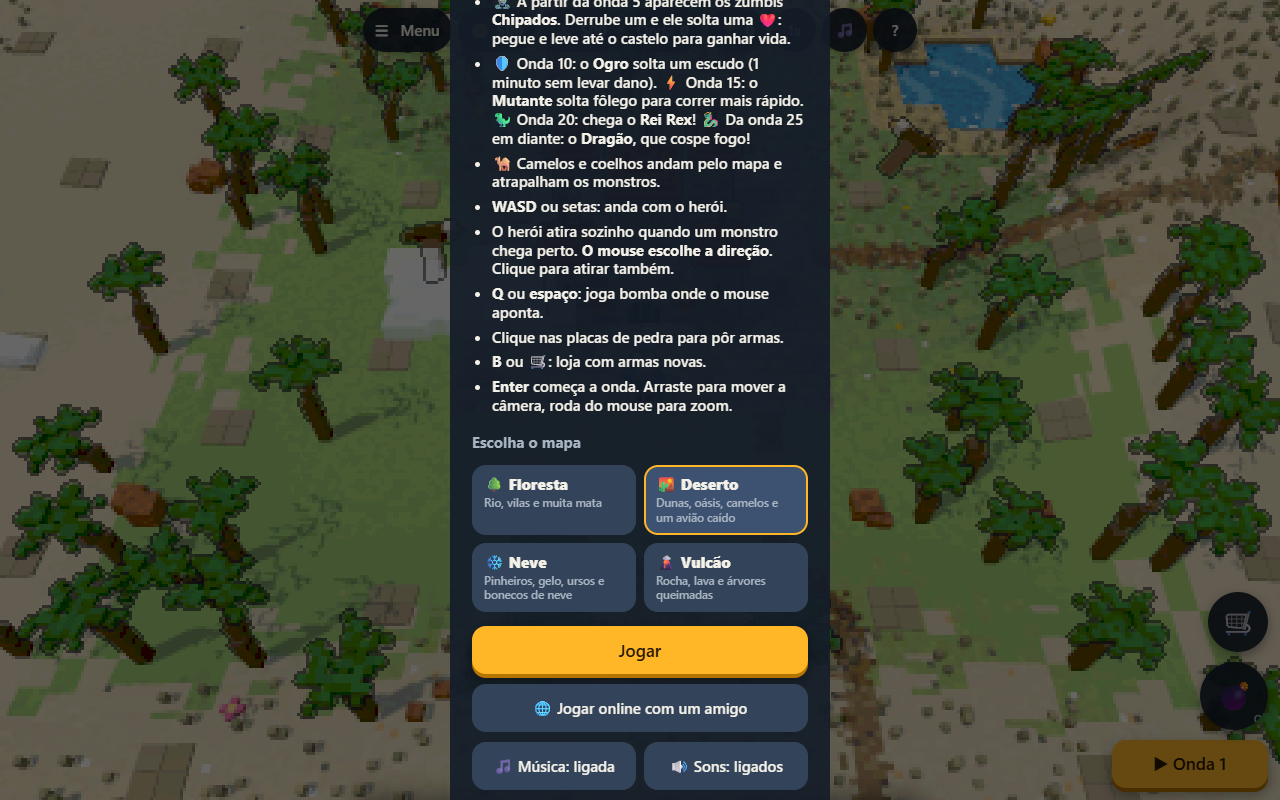 A partir da onda 5 aparecem os zumbis
Chipados. Derrube um e ele solta uma ❤️:
pegue e leve até o castelo para ganhar vida.
Onda 10: o Ogro solta um escudo (1
minuto sem levar dano). ⚡ Onda 15: o
Mutante solta fôlego para correr mais rápido.
Onda 20: chega o Rei Rex! 🐉 Da onda 25
em diante: o Dragão, que cospe fogo!
Camelos e coelhos andam pelo mapa e
atrapalham os monstros.
WASD ou setas: anda com o herói.
O herói atira sozinho quando um monstro
chega perto. O mouse escolhe a direção.
Clique para atirar também.
Q ou espaço: joga bomba onde o mouse
aponta.
Clique nas placas de pedra para pôr armas.
B ou 🛒: loja com armas novas.
Enter começa a onda. Arraste para mover a
câmera, roda do mouse para zoom.
Escolha o mapa
Floresta
Rio, vilas e muita mata
Deserto
Dunas, oásis, camelos e
um avião caído
Neve
Pinheiros, gelo, ursos e
bonecos de neve
Vulcão
Rocha, lava e árvores
queimadas
Jogar
Jogar online com um amigo
Música: ligada
Sons: ligados
☰ Menu
?
▶ Onda 1